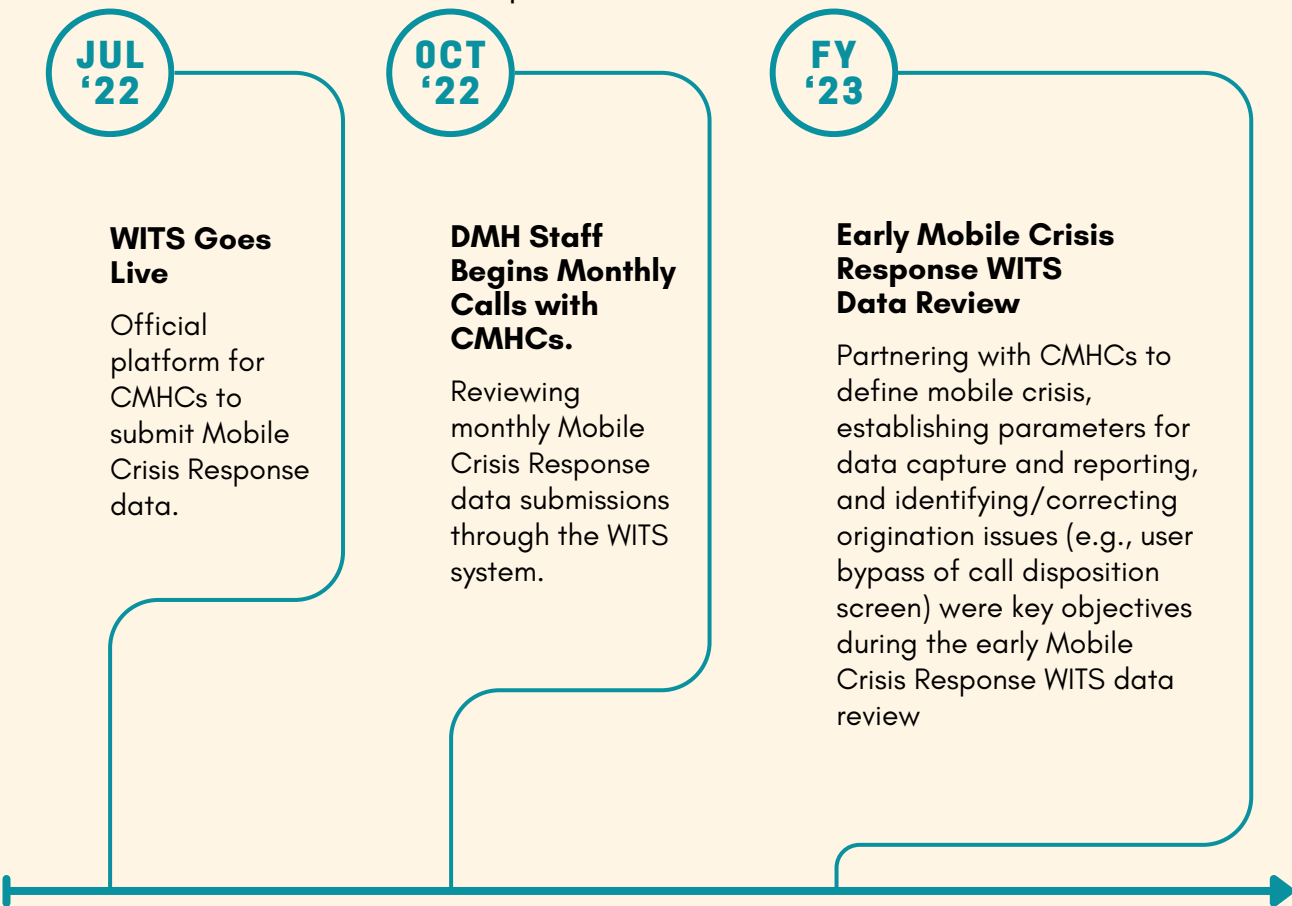 JUL
‘22
WITS Goes
Live
Official
platform for
CMHCs to
submit Mobile
Crisis Response
data.
OCT
‘22
DMH Staff
Begins Monthly
Calls with
CMHCs.
Reviewing
monthly Mobile
Crisis Response
data submissions
through the WITS
system.
FY
‘23
Early Mobile Crisis
Response WITS
Data Review
Partnering with CMHCs to
define mobile crisis,
establishing parameters for
data capture and reporting,
and identifying/correcting
origination issues (e.g., user
bypass of call disposition
screen) were key objectives
during the early Mobile
Crisis Response WITS data
review